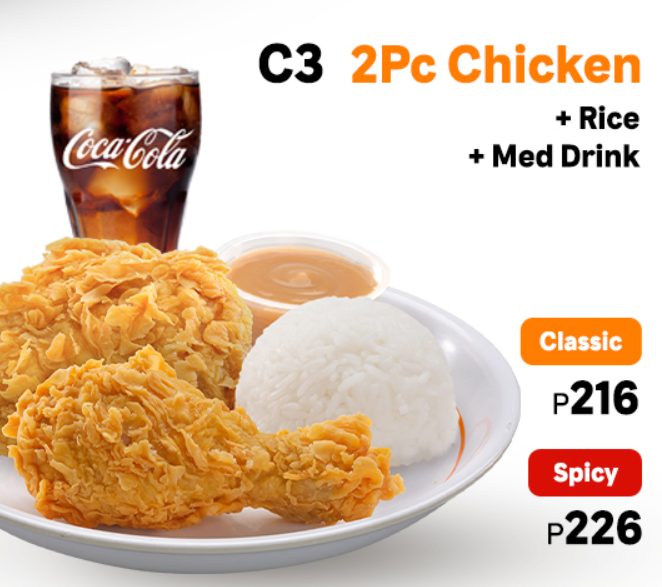 C3 2Pc Chicken
+ Rice
+ Med Drink
Coca-Cola
Classic
P216
Spicy
P226